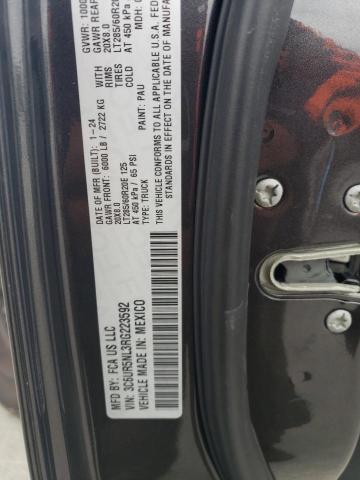 MFD BY: FCA US LLC
DATE OF MFR (BUILT): 1-24
GVWR: 1000
GAWR FRONT: 6000 LB / 2722 KG
WITH
GAWR REAR
20X8.0
RIMS
20X8.0
LT285/60R20E 125
TIRES
LT285/60R20
AT 450 kPa / 65 PSI
COLD
AT 450 kPa /
TYPE: TRUCK
PAINT: PAU
MDH:
THIS VEHICLE CONFORMS TO ALL APPLICABLE U.S.A. FED
STANDARDS IN EFFECT ON THE DATE OF MANUFA
VIN: 3C6UR5NL3RG223592
VEHICLE MADE IN: MEXICO